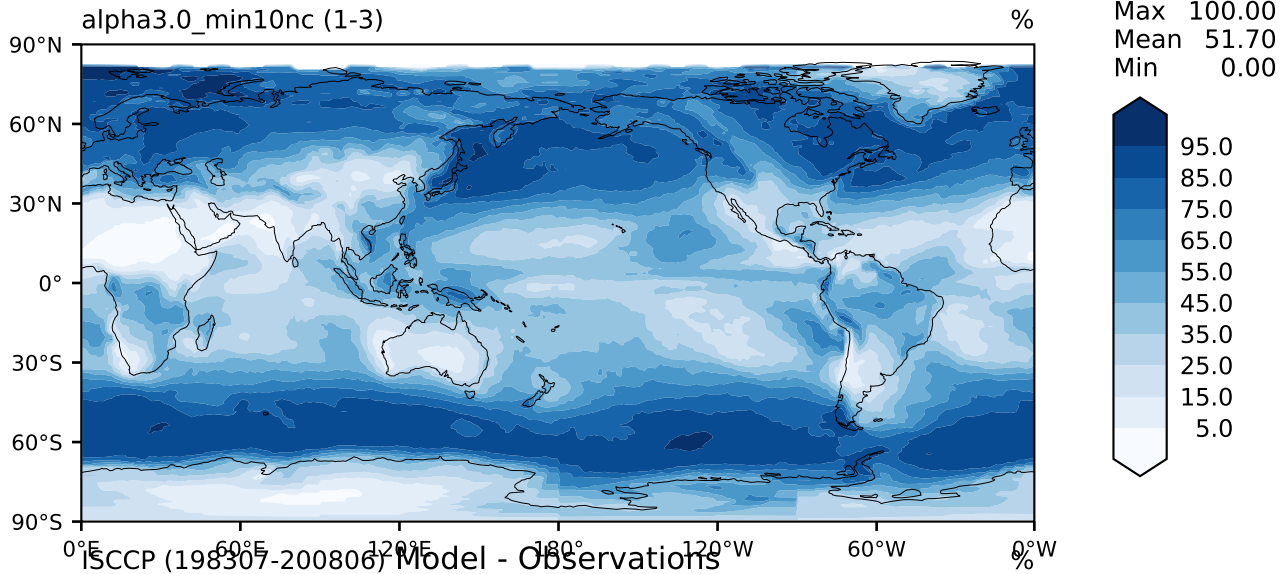 alpha3.0_min10nc (1-3) %
Max 100.00
Mean 51.70
Min 0.00
90°N
60°N
30°N
0°
30°S
60°S
90°S
95.0
85.0
75.0
65.0
55.0
45.0
35.0
25.0
15.0
5.0
0°E 60°E 120°E 180° 120°W 60°W 0°W
ISCCP (198307-200806) Model - Observations %